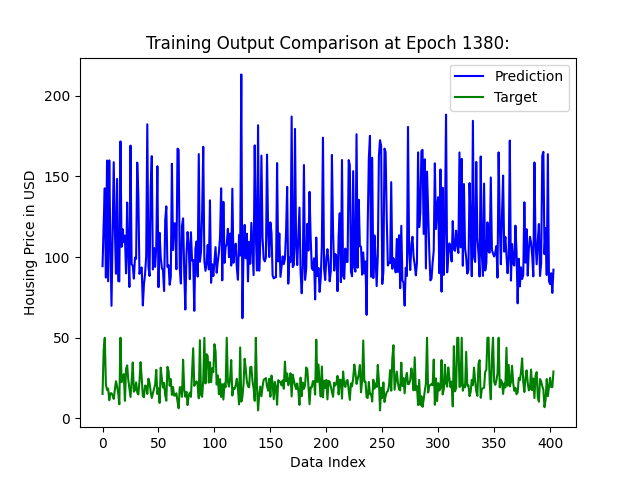 Training Output Comparison at Epoch 1380:
Prediction
Target
Housing Price in USD
200
150
100
50
0
0 50 100 150 200 250 300 350 400
Data Index